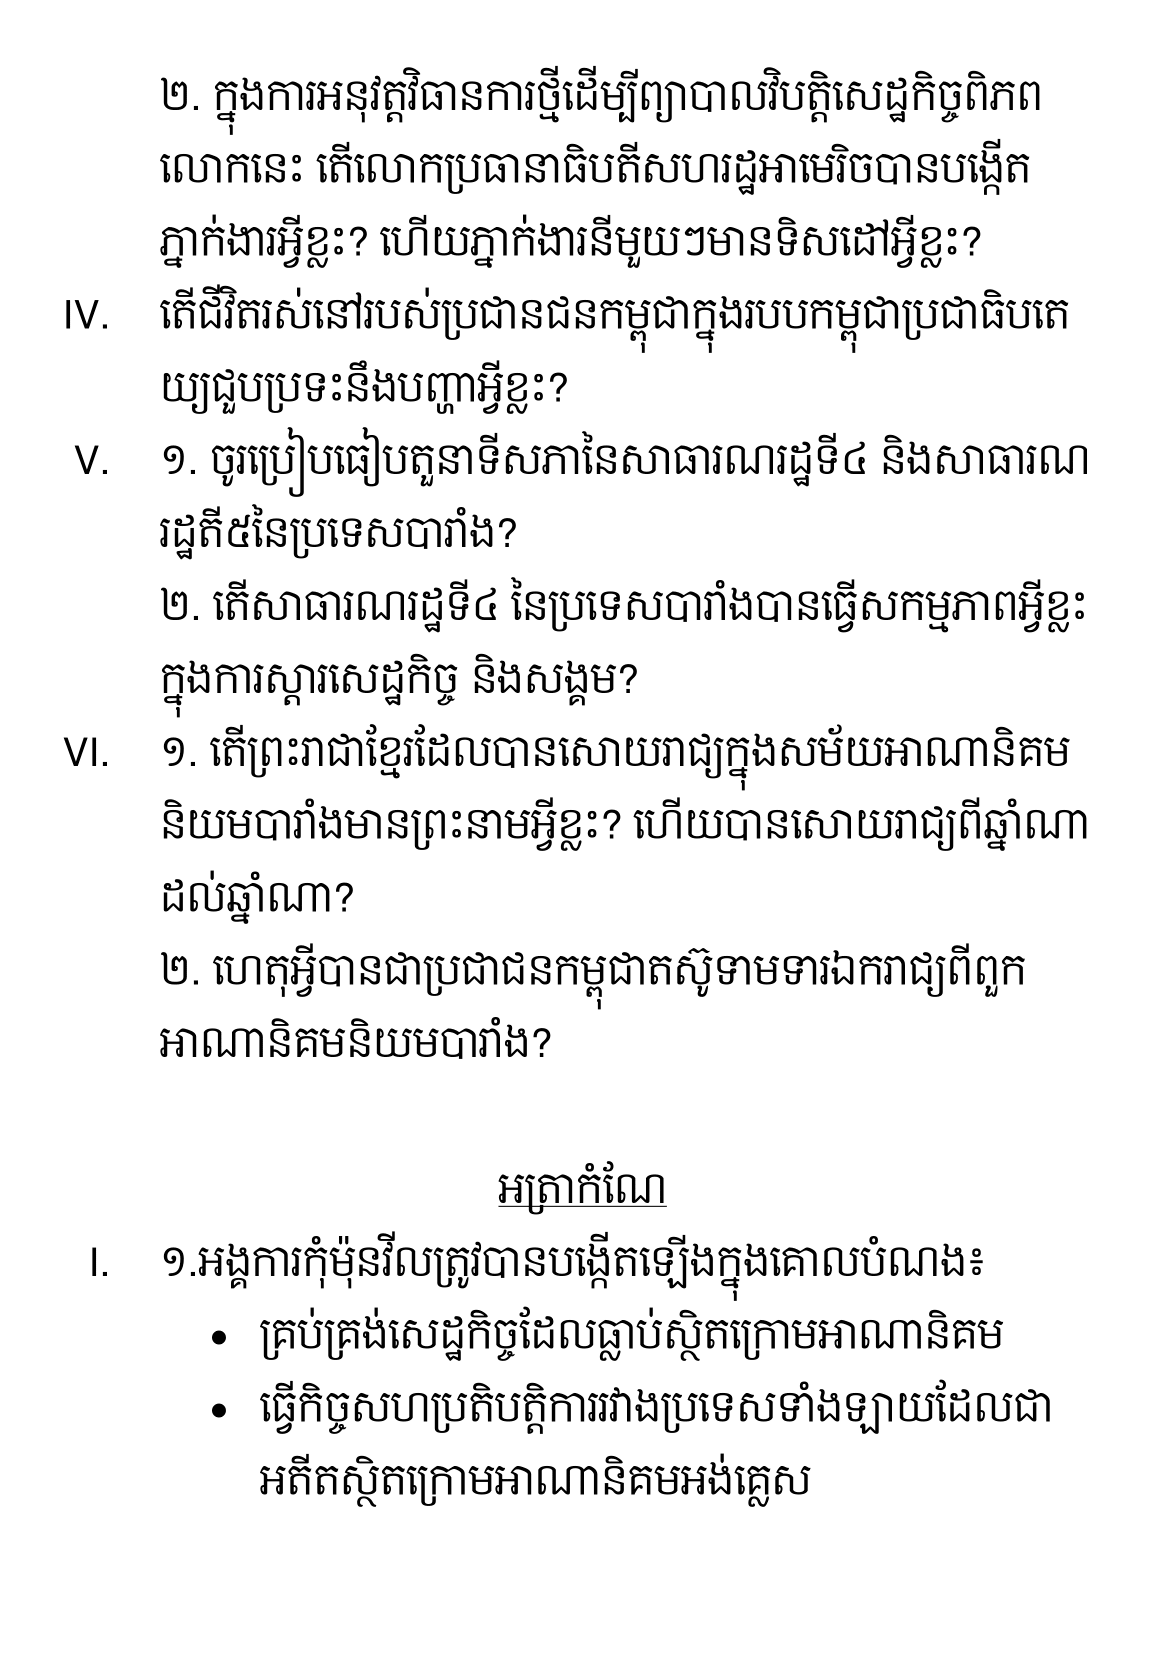 ២. ក្នុងការអនុវត្តវិធានការថ្មីដើម្បីព្យាបាលវិបត្តិសេដ្ឋកិច្ចពិភព
លោកនេះ តើលោកប្រធានាធិបតីសហរដ្ឋអាមេរិចបានបង្កើត
ភ្នាក់ងារអ្វីខ្លះ? ហើយភ្នាក់ងារនីមួយៗមានទិសដៅអ្វីខ្លះ?
IV. តើជីវិតរស់នៅរបស់ប្រជានជនកម្ពុជាក្នុងរបបកម្ពុជាប្រជាធិបតេ
យ្យជួបប្រទះនឹងបញ្ហាអ្វីខ្លះ?
V. ១. ចូរប្រៀបធៀបតួនាទីសភានៃសាធារណរដ្ឋទី៤ និងសាធារណ
រដ្ឋតី៥នៃប្រទេសបារាំង?
២. តើសាធារណរដ្ឋទី៤ នៃប្រទេសបារាំងបានធ្វើសកម្មភាពអ្វីខ្លះ
ក្នុងការស្តារសេដ្ឋកិច្ច និងសង្គម?
VI. ១. តើព្រះរាជាខ្មែរដែលបានសោយរាជ្យក្នុងសម័យអាណានិគម
និយមបារាំងមានព្រះនាមអ្វីខ្លះ? ហើយបានសោយរាជ្យពីឆ្នាំណា
ដល់ឆ្នាំណា?
២. ហេតុអ្វីបានជាប្រជាជនកម្ពុជាតស៊ូទាមទារឯករាជ្យពីពួក
អាណានិគមនិយមបារាំង?
អត្រាកំណែ
I. ១.អង្គការកុំម៉ុនវីលត្រូវបានបង្កើតឡើងក្នុងគោលបំណង៖
• គ្រប់គ្រង់សេដ្ឋកិច្ចដែលធ្លាប់ស្ថិតក្រោមអាណានិគម
• ធ្វើកិច្ចសហប្រតិបត្តិការរវាងប្រទេសទាំងឡាយដែលជា
អតីតស្ថិតក្រោមអាណានិគមអង់គ្លេស